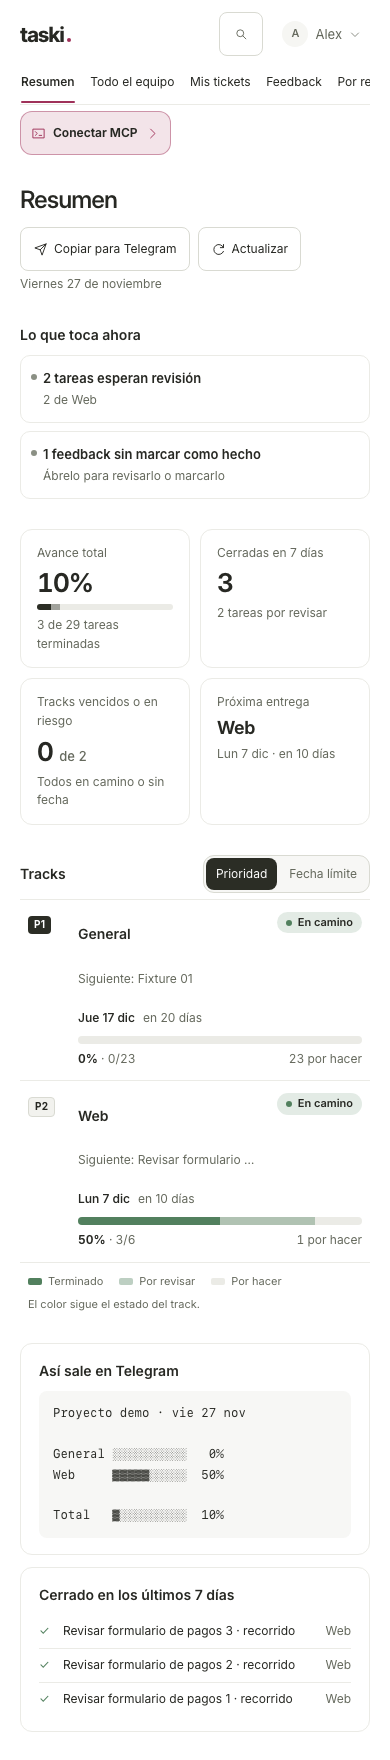 taski.
A Alex
Resumen Todo el equipo Mis tickets Feedback Por re
Conectar MCP
Resumen
Copiar para Telegram Actualizar
Viernes 27 de noviembre
Lo que toca ahora
2 tareas esperan revisión
2 de Web
1 feedback sin marcar como hecho
Ábrelo para revisarlo o marcarlo
Avance total
10%
3 de 29 tareas
terminadas
Cerradas en 7 días
3
2 tareas por revisar
Tracks vencidos o en
riesgo
0 de 2
Todos en camino o sin
fecha
Próxima entrega
Web
Lun 7 dic · en 10 días
Tracks Prioridad Fecha límite
P1 General En camino
Siguiente: Fixture 01
Jue 17 dic en 20 días
0% · 0/23 23 por hacer
P2 Web En camino
Siguiente: Revisar formulario ...
Lun 7 dic en 10 días
50% · 3/6 1 por hacer
Terminado Por revisar Por hacer
El color sigue el estado del track.
Así sale en Telegram
Proyecto demo · vie 27 nov
General ░░░░░░░░░░ 0%
Web ▓▓▓▓▓░░░░░ 50%
Total ▓░░░░░░░░░ 10%
Cerrado en los últimos 7 días
Revisar formulario de pagos 3 · recorrido Web
Revisar formulario de pagos 2 · recorrido Web
Revisar formulario de pagos 1 · recorrido Web